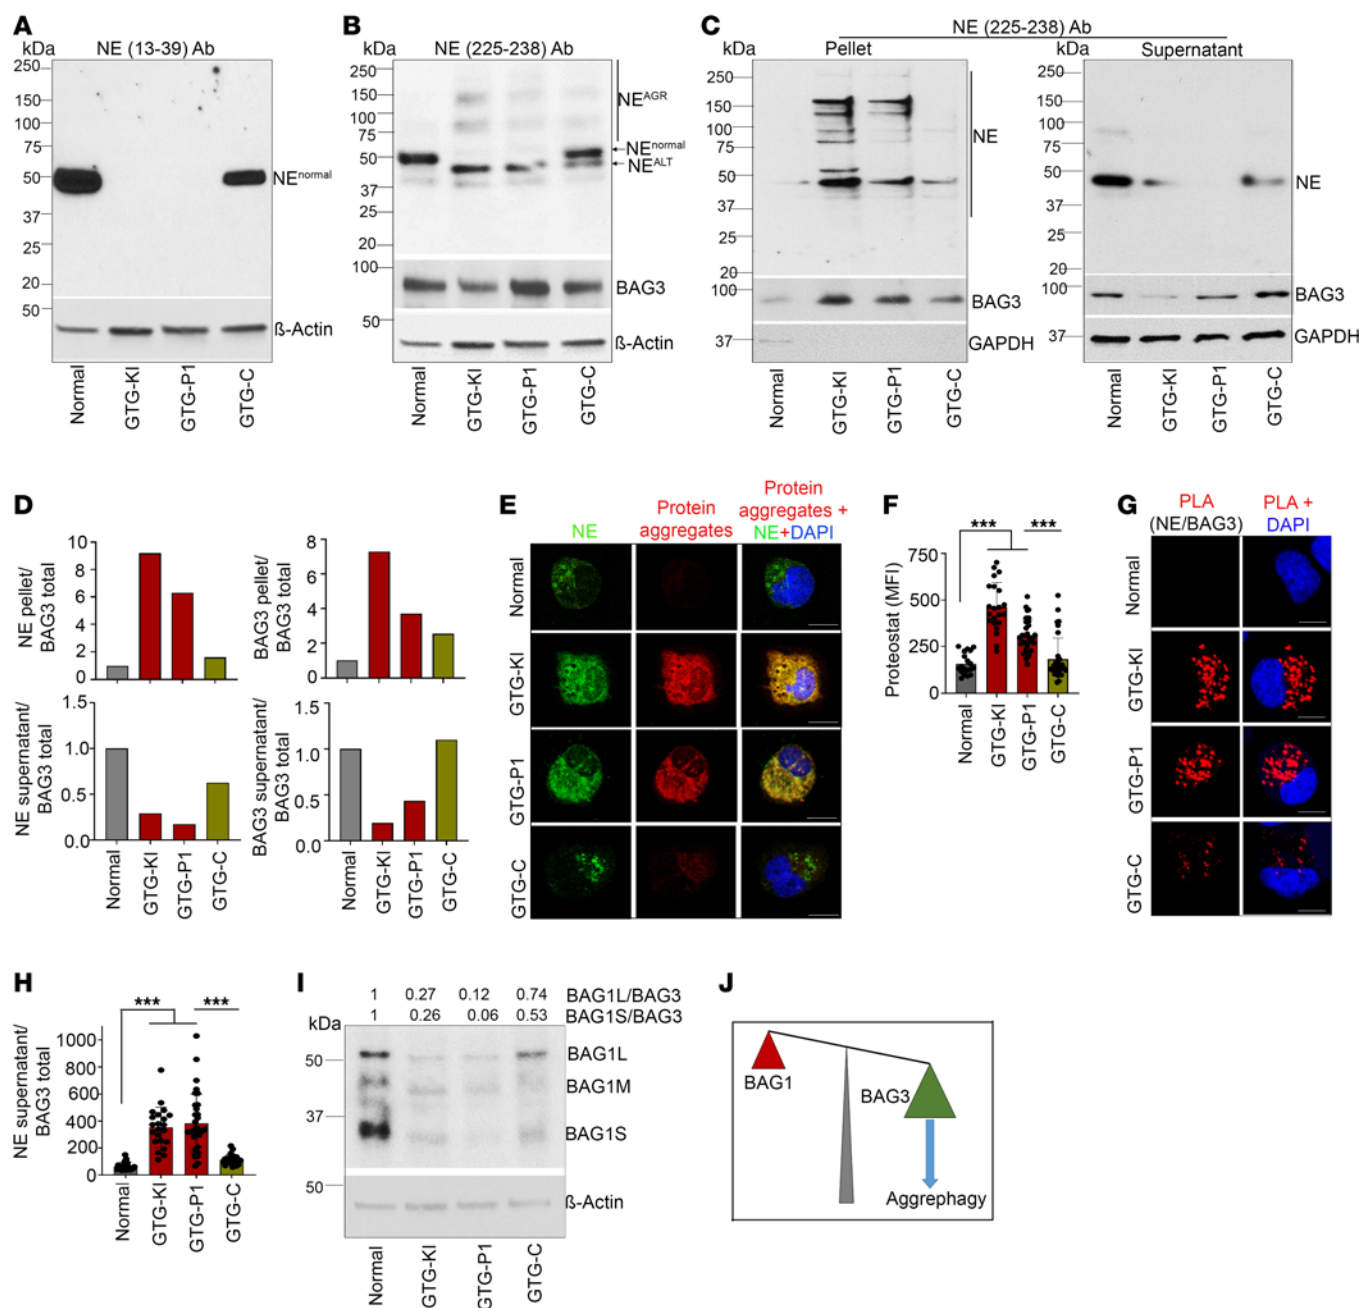 A
NE (13-39) Ab
kDa
250
150
100
75
50
37
25
20
50
NEnormal
ß-Actin
Normal
GTG-KI
GTG-P1
GTG-C
B
NE (225-238) Ab
kDa
250
150
100
75
50
37
20
100
50
NEAGR
NEnormal
NEALT
BAG3
ß-Actin
Normal
GTG-KI
GTG-P1
GTG-C
C
NE (225-238) Ab
Pellet
kDa
250
150
100
75
50
37
25
20
100
37
NE
BAG3
GAPDH
Normal
GTG-KI
GTG-P1
GTG-C
Supernatant
kDa
250
150
100
75
50
37
25
20
100
37
NE
BAG3
GAPDH
Normal
GTG-KI
GTG-P1
GTG-C
D
NE pellet/
BAG3 total
10
8
6
4
2
0
BAG3 pellet/
BAG3 total
8
6
4
2
0
NE supernatant/
BAG3 total
1.5
1.0
0.5
0.0
Normal
GTG-KI
GTG-P1
GTG-C
BAG3 supernatant/
BAG3 total
1.5
1.0
0.5
0.0
Normal
GTG-KI
GTG-P1
GTG-C
E
NE
Protein
aggregates
Protein
aggregates +
NE+DAPI
Normal
GTG-KI
GTG-P1
GTG-C
F
Proteostat (MFI)
750
500
250
0
***
***
Normal
GTG-KI
GTG-P1
GTG-C
G
PLA
(NE/BAG3)
PLA +
DAPI
Normal
GTG-KI
GTG-P1
GTG-C
H
NE supernatant/
BAG3 total
1000
800
600
400
200
0
***
***
Normal
GTG-KI
GTG-P1
GTG-C
I
1 0.27 0.12 0.74 BAG1L/BAG3
1 0.26 0.06 0.53 BAG1S/BAG3
kDa
50
37
50
BAG1L
BAG1M
BAG1S
ß-Actin
Normal
GTG-KI
GTG-P1
GTG-C
J
BAG1
BAG3
Aggrephagy